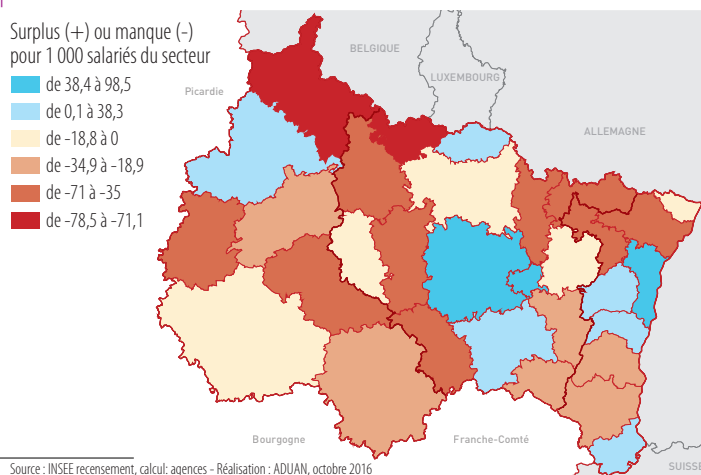 Surplus (+) ou manque (-)
pour 1 000 salariés du secteur
de 38,4 à 98,5
de 0,1 à 38,3
de -18,8 à 0
de -34,9 à -18,9
de -71 à -35
de -78,5 à -71,1
BELGIQUE
LUXEMBOURG
Picardie
ALLEMAGNE
Bourgogne
Franche-Comté
SUISSE
Source : INSEE recensement, calcul: agences - Réalisation : ADUAN, octobre 2016